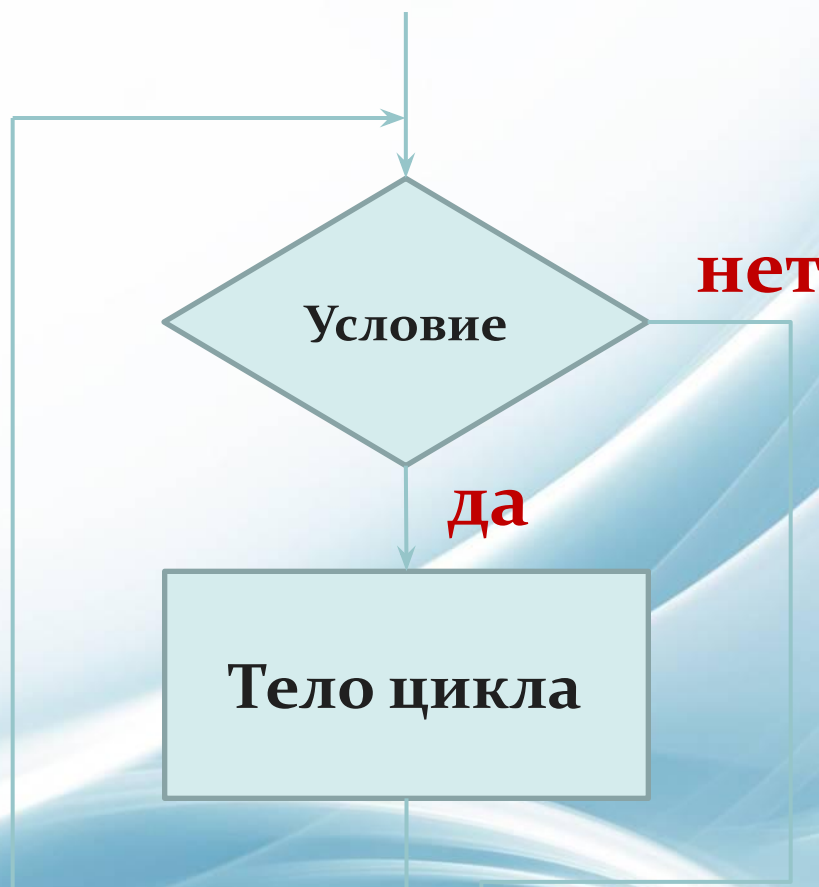 нет
Условие
да
Тело цикла